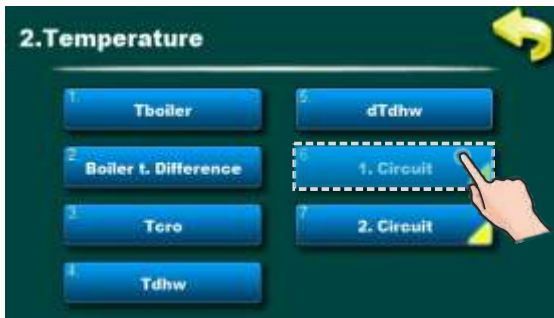 2.Temperature
1.
Tboiler
2
Boiler t. Difference
3.
Tcro
4.
Tdhw
5.
dTdhw
6
1. Circuit
7
2. Circuit